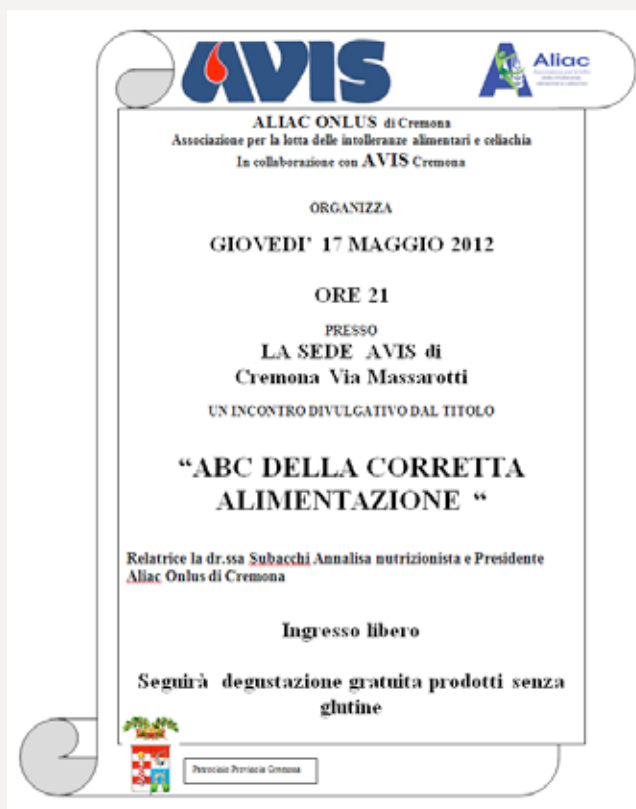 AVIS
Aliac
ALIAC ONLUS di Cremona
Associazione per la lotta delle intolleranze alimentari e celiachia
In collaborazione con AVIS Cremona
ORGANIZZA
GIOVEDI' 17 MAGGIO 2012
ORE 21
PRESSO
LA SEDE AVIS di
Cremona Via Massarotti
UN INCONTRO DIVULGATIVO DAL TITOLO
“ABC DELLA CORRETTA
ALIMENTAZIONE “
Relatrice la dr.ssa Subacchi Annalisa nutrizionista e Presidente
Aliac Onlus di Cremona
Ingresso libero
Seguirà degustazione gratuita prodotti senza
glutine
Patrocinio Provincia Cremona